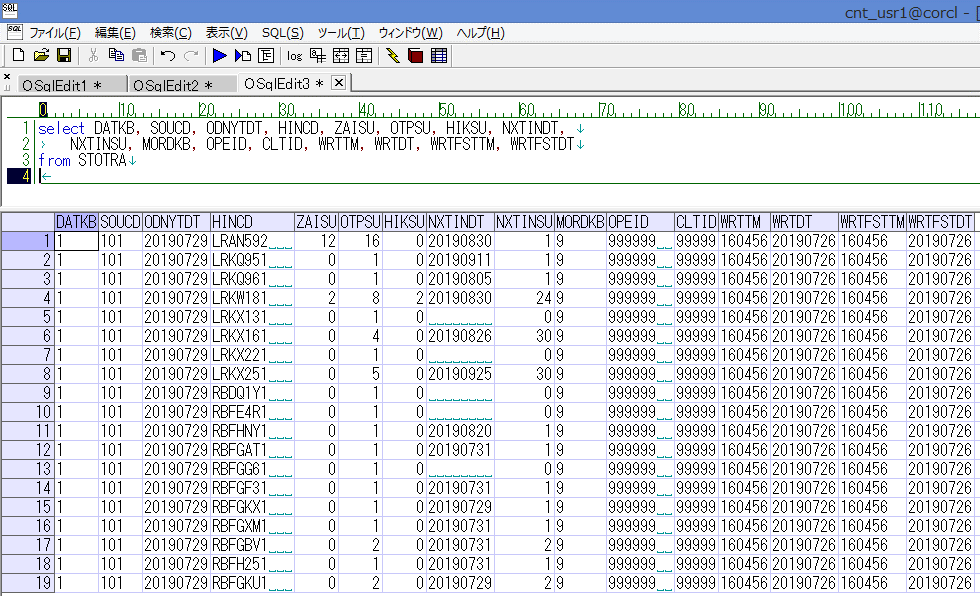 cnt_usr1@corcl - [
SQL ファイル(F) 編集(E) 検索(C) 表示(V) SQL(S) ツール(T) ウィンドウ(W) ヘルプ(H)
log
OSqlEdit1 * OSqlEdit2 * OSqlEdit3 *
0 10 20 30 40 50 60 70 80 90 100 110
1 select DATKB, SOUCD, ODNYTDT, HINCD, ZAISU, OTPSU, HIKSU, NXTINDT, ↓
2 NXTINSU, MORDKB, OPEID, CLTID, WRTTM, WRTDT, WRTFSTTM, WRTFSTDT↓
3 from STOTRA↓
4 ←
DATKB SOUCD ODNYTDT HINCD ZAISU OTPSU HIKSU NXTINDT NXTINSU MORDKB OPEID CLTID WRTTM WRTDT WRTFSTTM WRTFSTDT
1 1 101 20190729 LRAN592 12 16 0 20190830 1 9 999999 99999 160456 20190726 160456 20190726
2 1 101 20190729 LRKQ951 0 1 0 20190911 1 9 999999 99999 160456 20190726 160456 20190726
3 1 101 20190729 LRKQ961 0 1 0 20190805 1 9 999999 99999 160456 20190726 160456 20190726
4 1 101 20190729 LRKW181 2 8 2 20190830 24 9 999999 99999 160456 20190726 160456 20190726
5 1 101 20190729 LRKX131 0 1 0 0 9 999999 99999 160456 20190726 160456 20190726
6 1 101 20190729 LRKX161 0 4 0 20190826 30 9 999999 99999 160456 20190726 160456 20190726
7 1 101 20190729 LRKX221 0 1 0 0 9 999999 99999 160456 20190726 160456 20190726
8 1 101 20190729 LRKX251 0 5 0 20190925 30 9 999999 99999 160456 20190726 160456 20190726
9 1 101 20190729 RBDQ1Y1 0 1 0 0 9 999999 99999 160456 20190726 160456 20190726
10 1 101 20190729 RBFE4R1 0 1 0 0 9 999999 99999 160456 20190726 160456 20190726
11 1 101 20190729 RBFHNY1 0 1 0 20190820 1 9 999999 99999 160456 20190726 160456 20190726
12 1 101 20190729 RBFGAT1 0 1 0 20190731 1 9 999999 99999 160456 20190726 160456 20190726
13 1 101 20190729 RBFGG61 0 1 0 0 9 999999 99999 160456 20190726 160456 20190726
14 1 101 20190729 RBFGF31 0 1 0 20190731 1 9 999999 99999 160456 20190726 160456 20190726
15 1 101 20190729 RBFGKX1 0 1 0 20190729 1 9 999999 99999 160456 20190726 160456 20190726
16 1 101 20190729 RBFGXM1 0 1 0 20190731 1 9 999999 99999 160456 20190726 160456 20190726
17 1 101 20190729 RBFGBV1 0 2 0 20190731 2 9 999999 99999 160456 20190726 160456 20190726
18 1 101 20190729 RBFH251 0 1 0 20190731 1 9 999999 99999 160456 20190726 160456 20190726
19 1 101 20190729 RBFGKU1 0 2 0 20190729 2 9 999999 99999 160456 20190726 160456 20190726